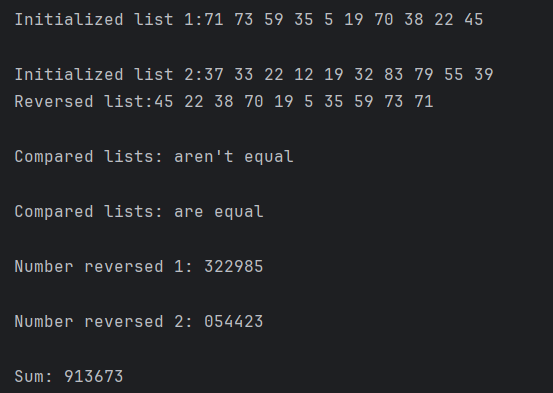 Initialized list 1:71 73 59 35 5 19 70 38 22 45
Initialized list 2:37 33 22 12 19 32 83 79 55 39
Reversed list:45 22 38 70 19 5 35 59 73 71
Compared lists: aren't equal
Compared lists: are equal
Number reversed 1: 322985
Number reversed 2: 054423
Sum: 913673